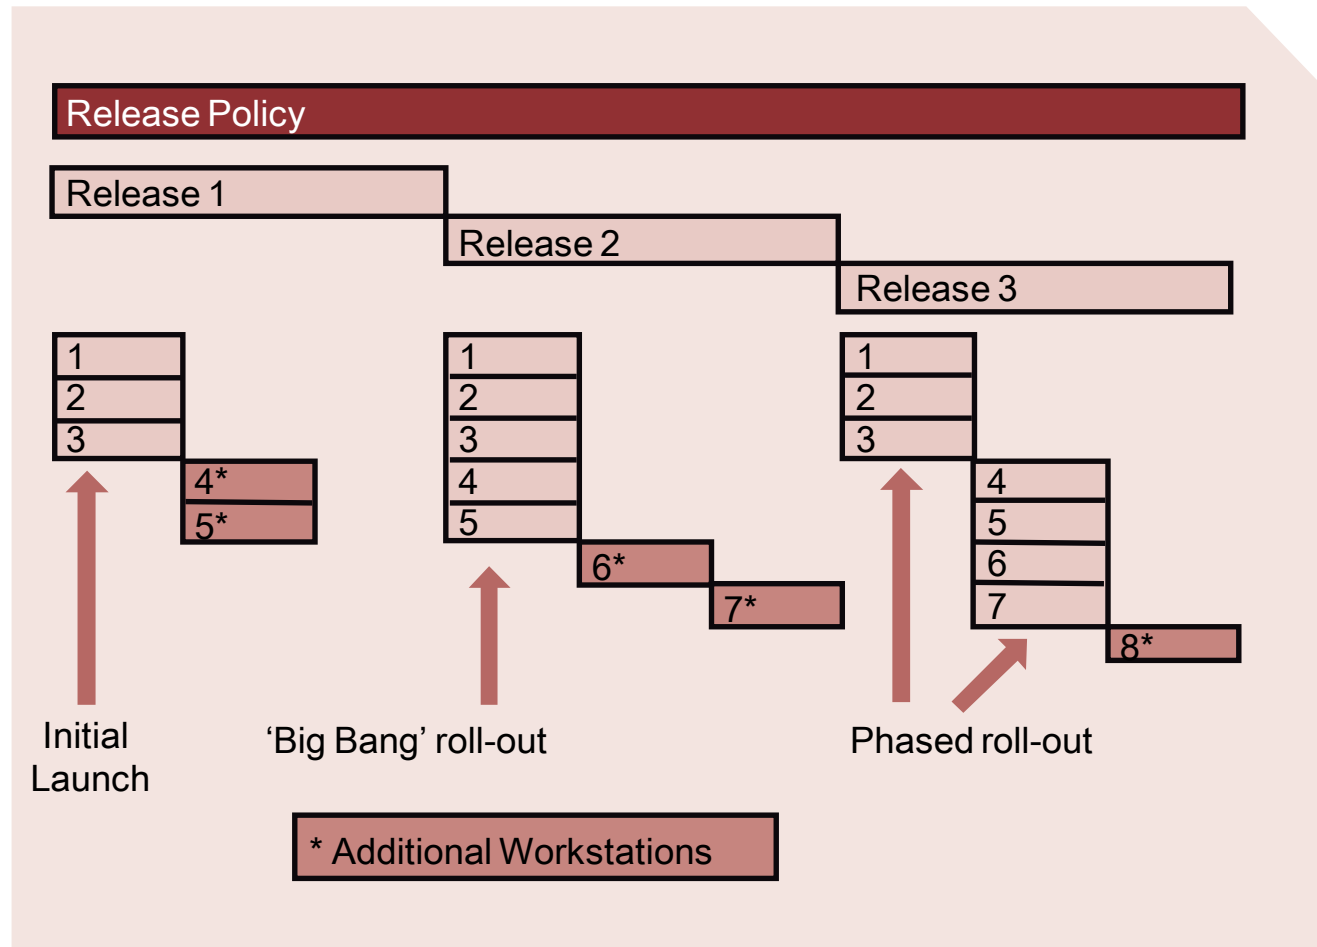 Release Policy
Release 1
Release 2
Release 3
1
2
3
4*
5*
1
2
3
4
5
6*
7*
1
2
3
4
5
6
7
8*
Initial
Launch
‘Big Bang’ roll-out
Phased roll-out
* Additional Workstations